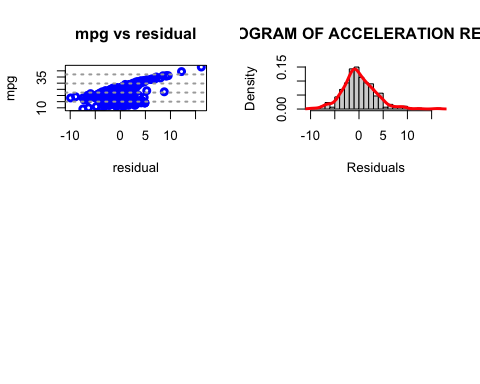 mpg vs residual
mpg
10
35
-10
0
5
10
residual
OGRAM OF ACCELERATION RE
Density
0.00
0.15
-10
0
5
10
Residuals